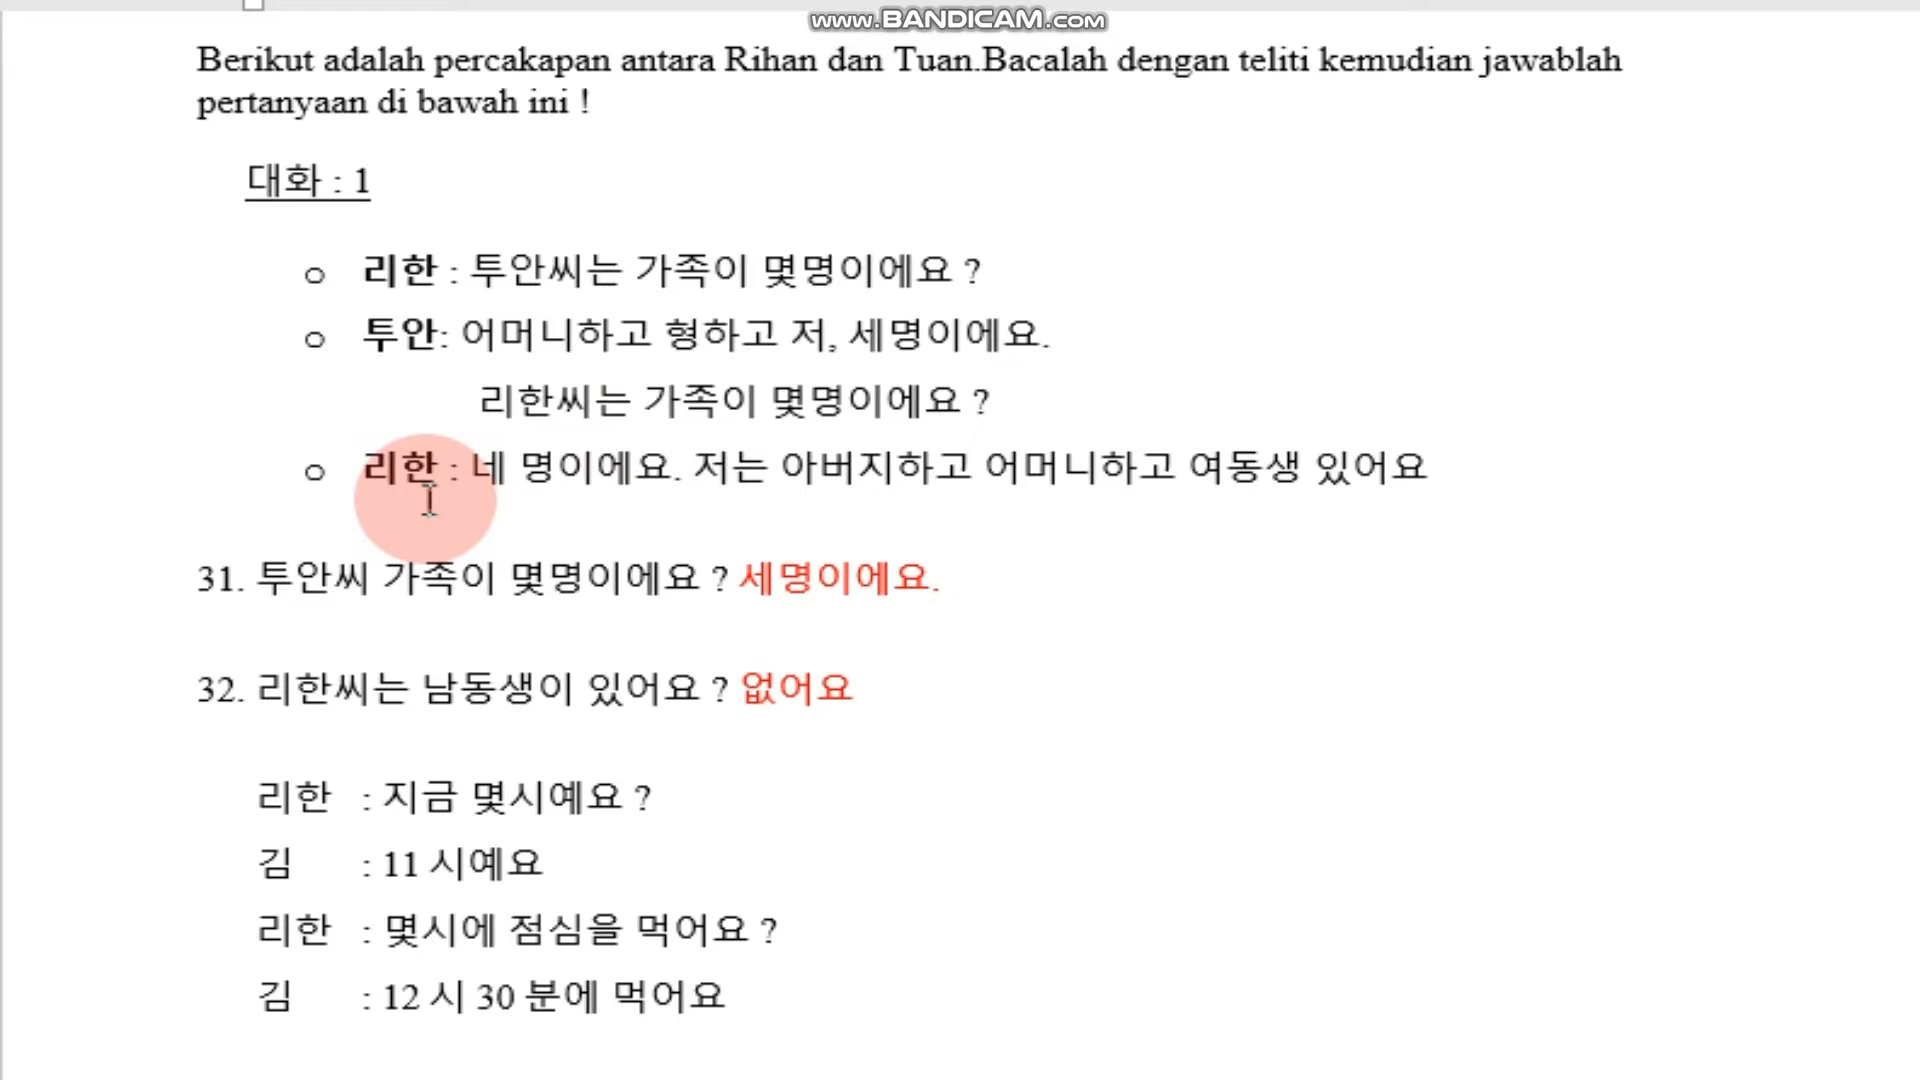 www.BANDICAM.com
Berikut adalah percakapan antara Rihan dan Tuan.Bacalah dengan teliti kemudian jawablah
pertanyaan di bawah ini !
대화 : 1
o 리한 : 투안씨는 가족이 몇명이에요 ?
o 투안: 어머니하고 형하고 저, 세명이에요.
리한씨는 가족이 몇명이에요 ?
o 리한 : 네 명이에요. 저는 아버지하고 어머니하고 여동생 있어요
31. 투안씨 가족이 몇명이에요 ? 세명이에요.
32. 리한씨는 남동생이 있어요 ? 없어요
리한 : 지금 몇시예요 ?
김 : 11 시예요
리한 : 몇시에 점심을 먹어요 ?
김 : 12 시 30 분에 먹어요